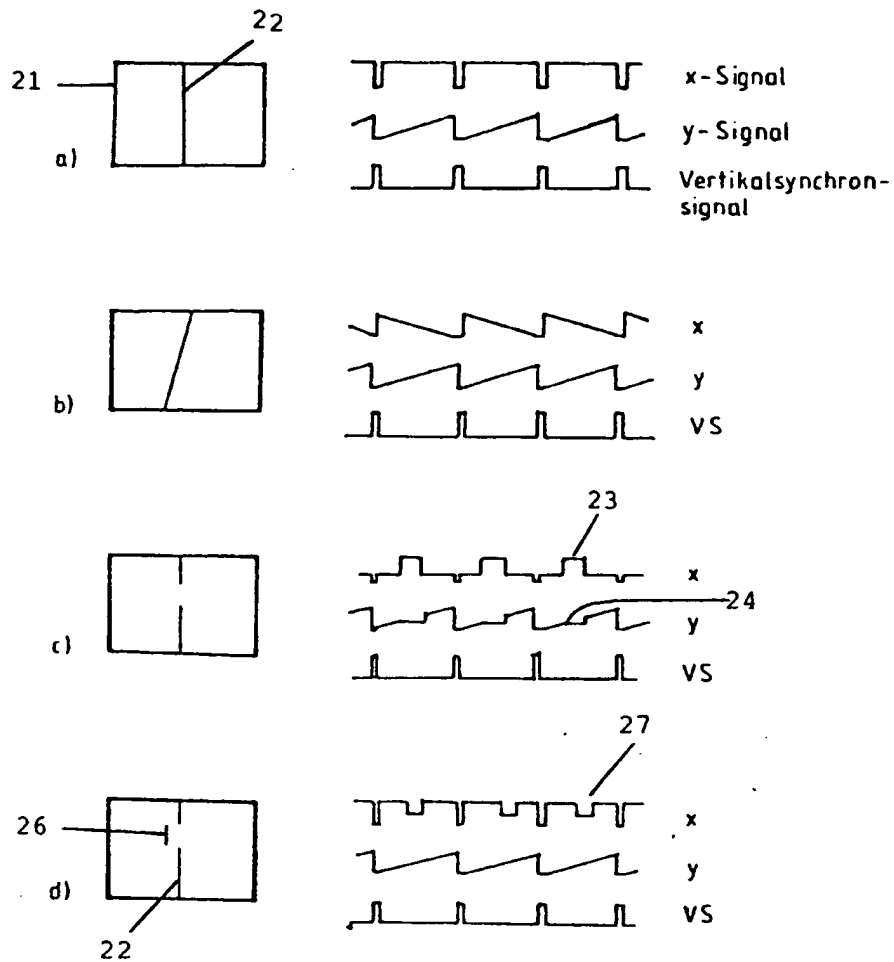 22
21
x-Signal
y-Signal
a)
Vertikalsynchron-
signal
x
y
b)
VS
23
x
24
y
c)
VS
27
x
26
y
d)
VS
22